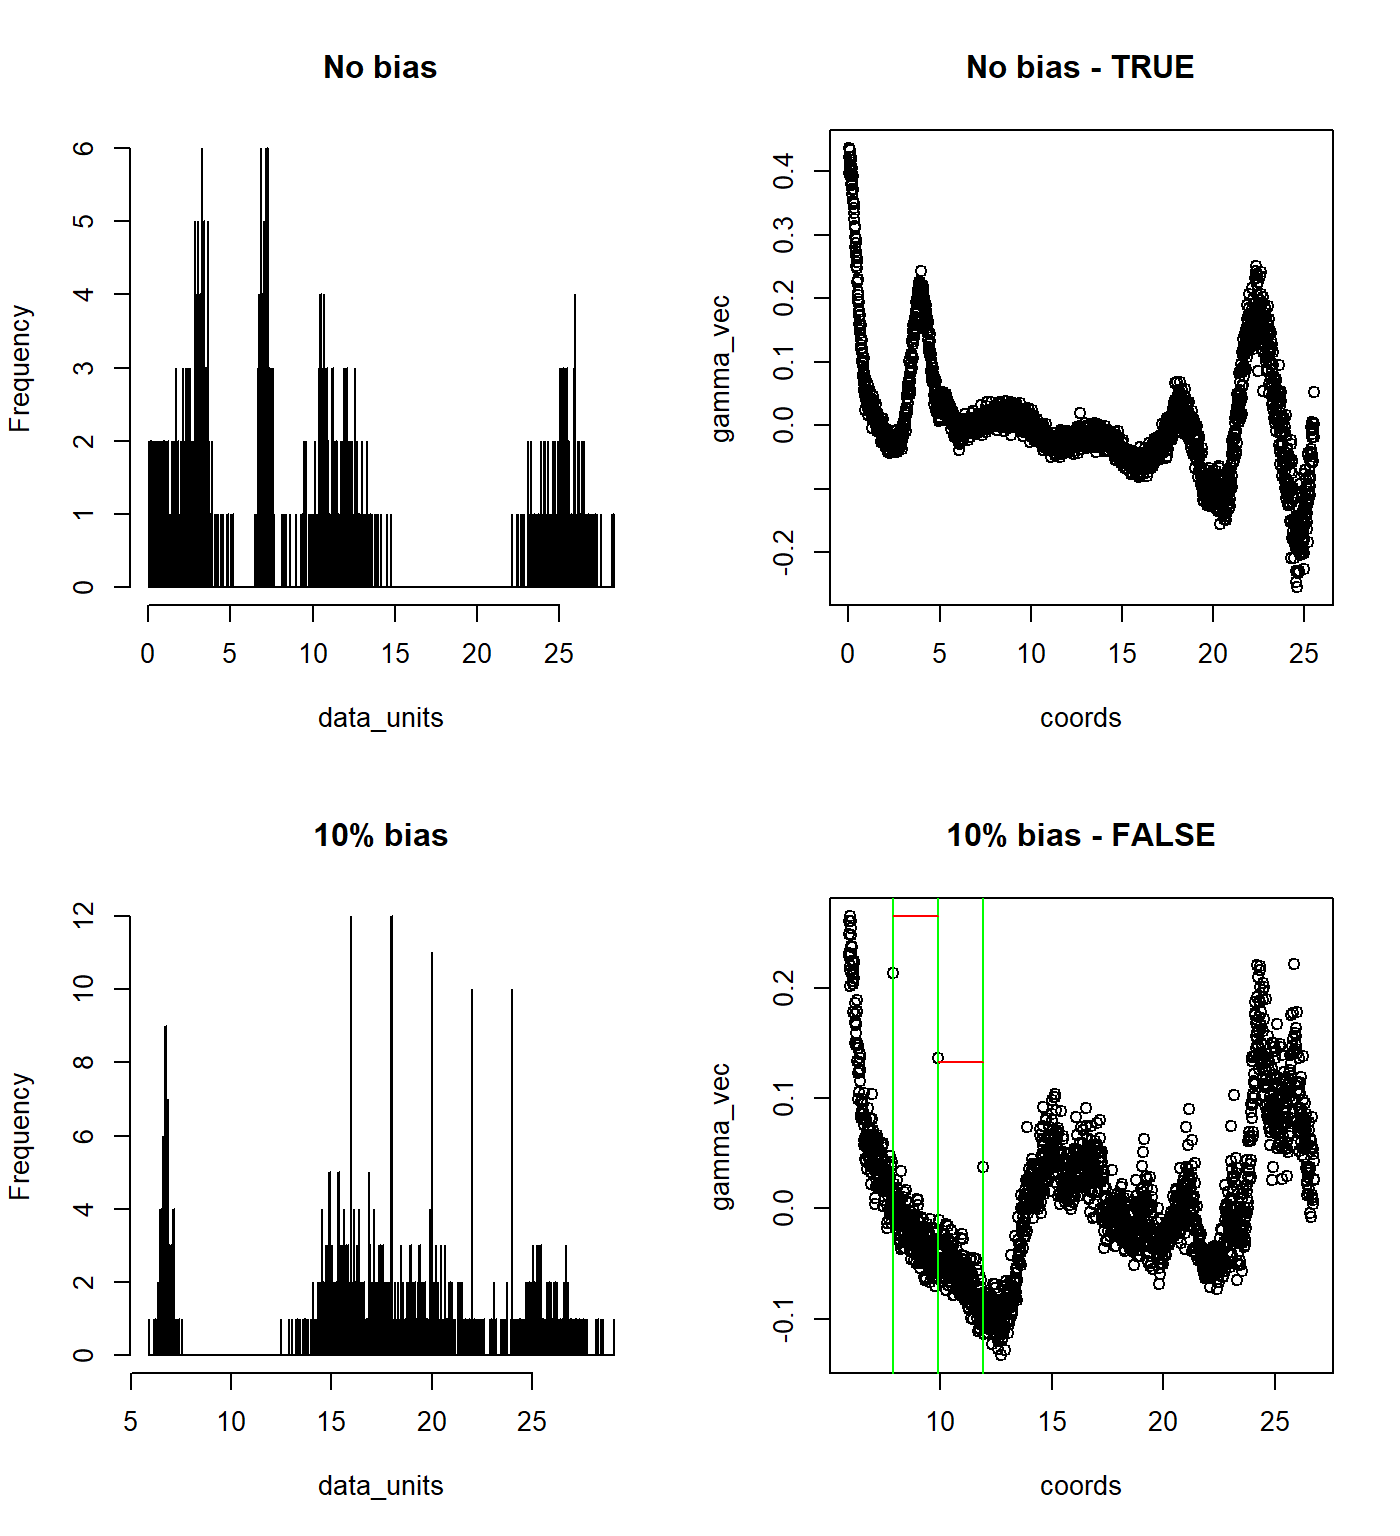 No bias
Frequency
0 1 2 3 4 5 6
0 5 10 15 20 25
data_units
No bias - TRUE
gamma_vec
-0.2 0.0 0.1 0.2 0.3 0.4
0 5 10 15 20 25
coords
10% bias
Frequency
0 2 4 6 8 10 12
5 10 15 20 25
data_units
10% bias - FALSE
gamma_vec
-0.1 0.0 0.1 0.2
10 15 20 25
coords